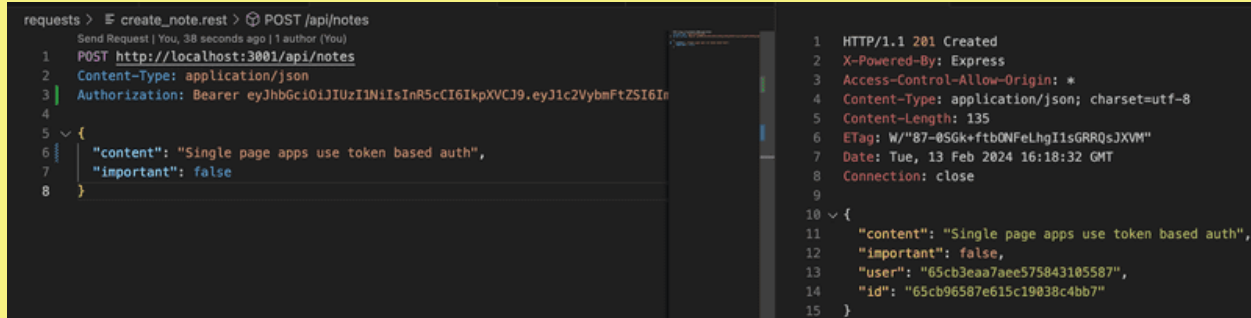 requests > create_note.rest > POST /api/notes
Send Request | You, 38 seconds ago | 1 author (You)
1 POST http://localhost:3001/api/notes
2 Content-Type: application/json
3 Authorization: Bearer eyJhbGciOiJIUzI1NiIsInR5cCI6IkpXVCJ9.eyJ1c2VybmFtZSI6Im
4
5 {
6 "content": "Single page apps use token based auth",
7 "important": false
8 }
1 HTTP/1.1 201 Created
2 X-Powered-By: Express
3 Access-Control-Allow-Origin: *
4 Content-Type: application/json; charset=utf-8
5 Content-Length: 135
6 ETag: W/"87-0SGk+ftbONFeLhgI1sGRRQsJXVM"
7 Date: Tue, 13 Feb 2024 16:18:32 GMT
8 Connection: close
9
10 {
11 "content": "Single page apps use token based auth",
12 "important": false,
13 "user": "65cb3eaa7aee575843105587",
14 "id": "65cb96587e615c19038c4bb7"
15 }